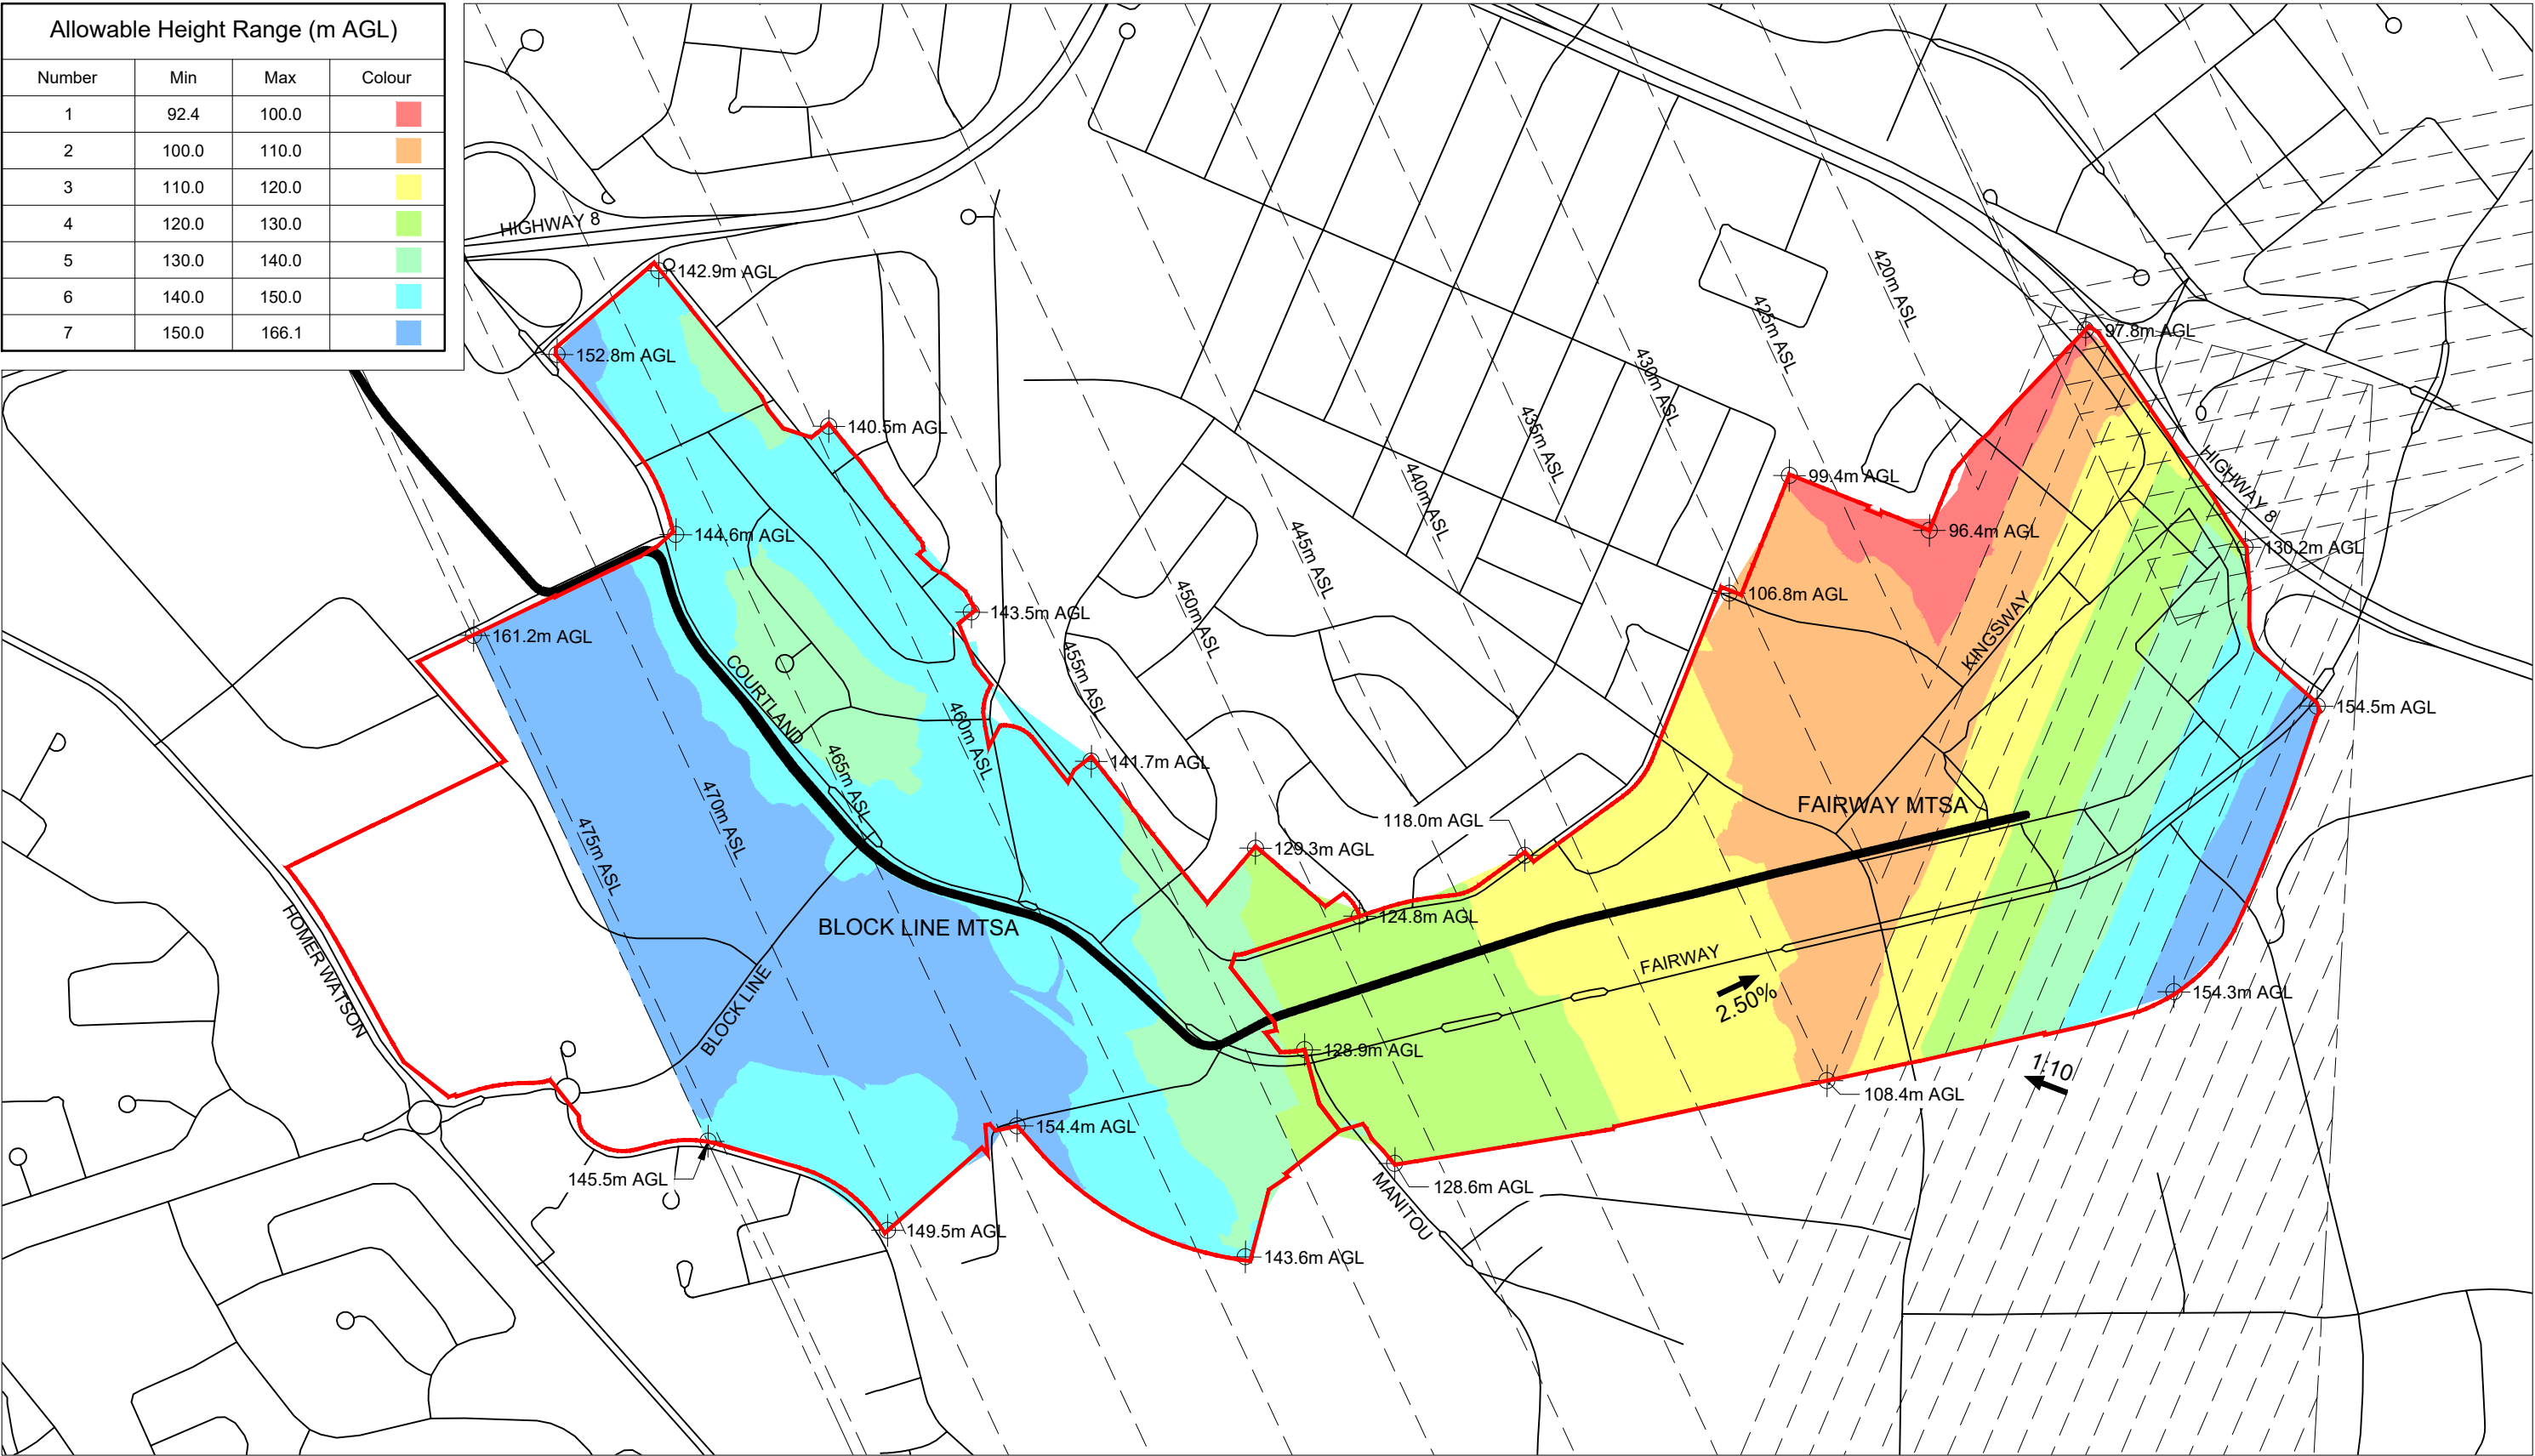 Allowable Height Range (m AGL)
Number Min Max Colour
1 92.4 100.0
2 100.0 110.0
3 110.0 120.0
4 120.0 130.0
5 130.0 140.0
6 140.0 150.0
7 150.0 166.1
HIGHWAY 8
142.9m AGL
152.8m AGL
140.5m AGL
144.6m AGL
143.5m AGL
161.2m AGL
141.7m AGL
129.3m AGL
118.0m AGL
124.8m AGL
128.9m AGL
154.4m AGL
145.5m AGL
149.5m AGL
143.6m AGL
128.6m AGL
108.4m AGL
154.3m AGL
154.5m AGL
130.2m AGL
97.8m AGL
99.4m AGL
96.4m AGL
106.8m AGL
420m ASL
425m ASL
430m ASL
435m ASL
440m ASL
445m ASL
450m ASL
455m ASL
460m ASL
465m ASL
470m ASL
475m ASL
HIGHWAY 8
KINGSWAY
COURTLAND
FAIRWAY MTSA
BLOCK LINE MTSA
FAIRWAY
2.50%
1:10
HOMER WATSON
BLOCK LINE
MANITOU